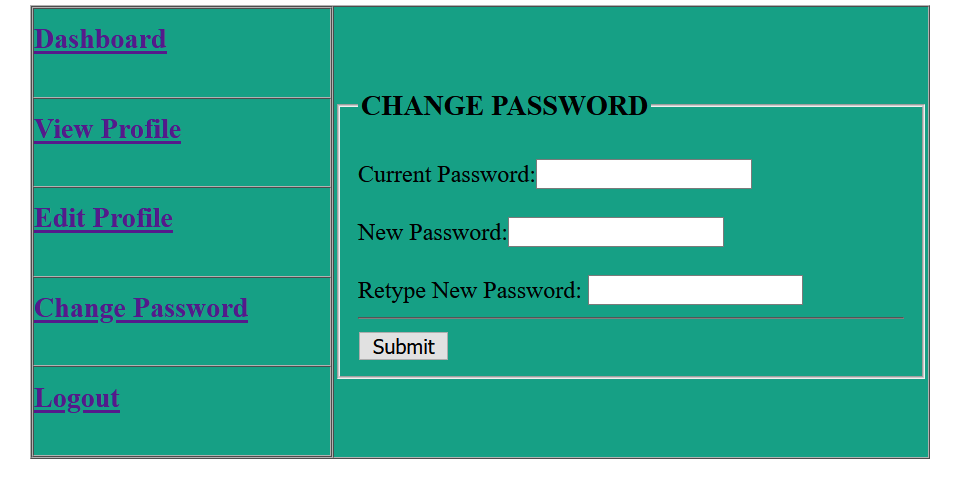 Dashboard
View Profile
Edit Profile
Change Password
Logout
CHANGE PASSWORD
Current Password:
New Password:
Retype New Password:
Submit